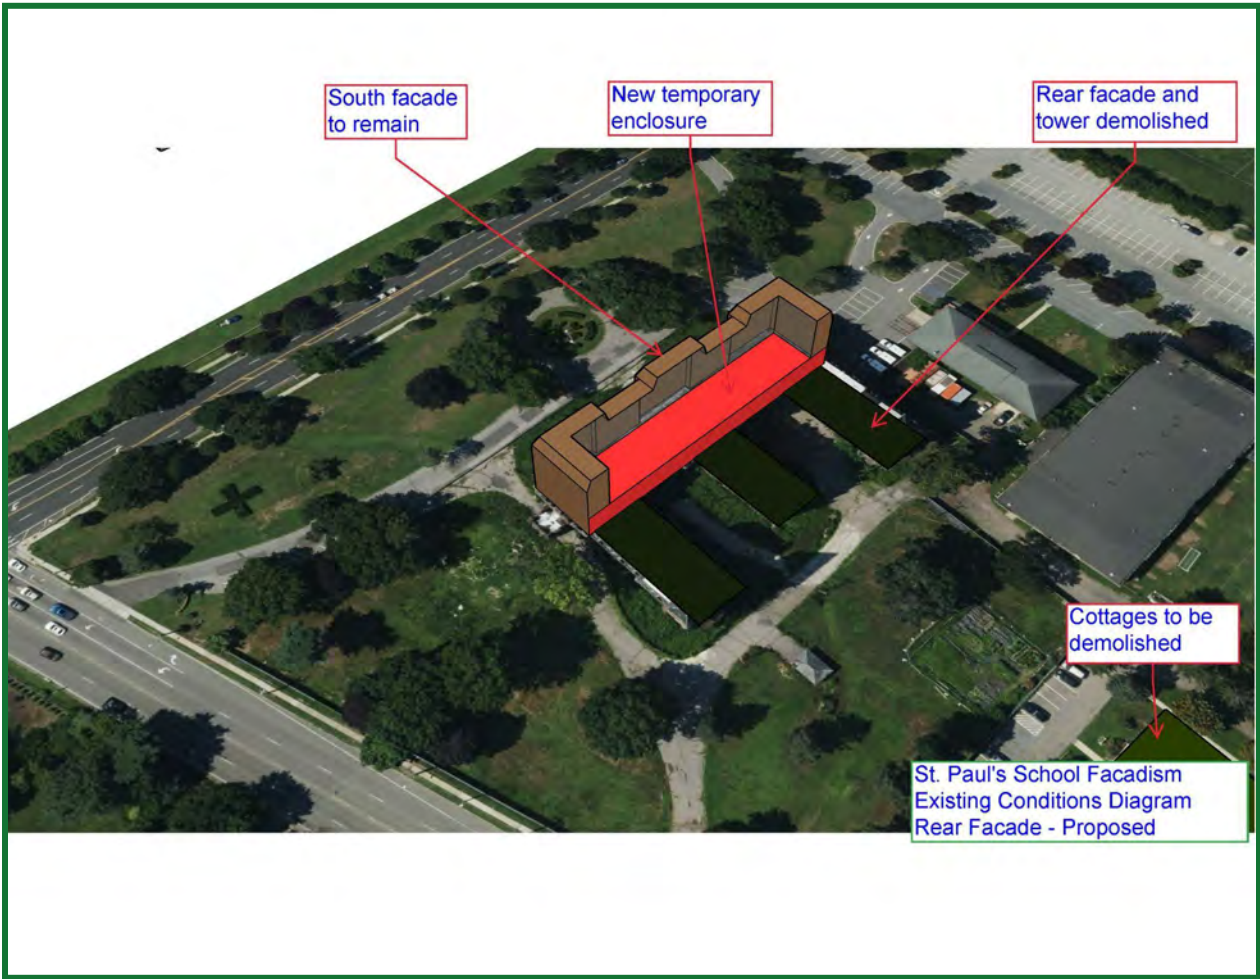 South facade
to remain
New temporary
enclosure
Rear facade and
tower demolished
Cottages to be
demolished
St. Paul's School Facadism
Existing Conditions Diagram
Rear Facade - Proposed